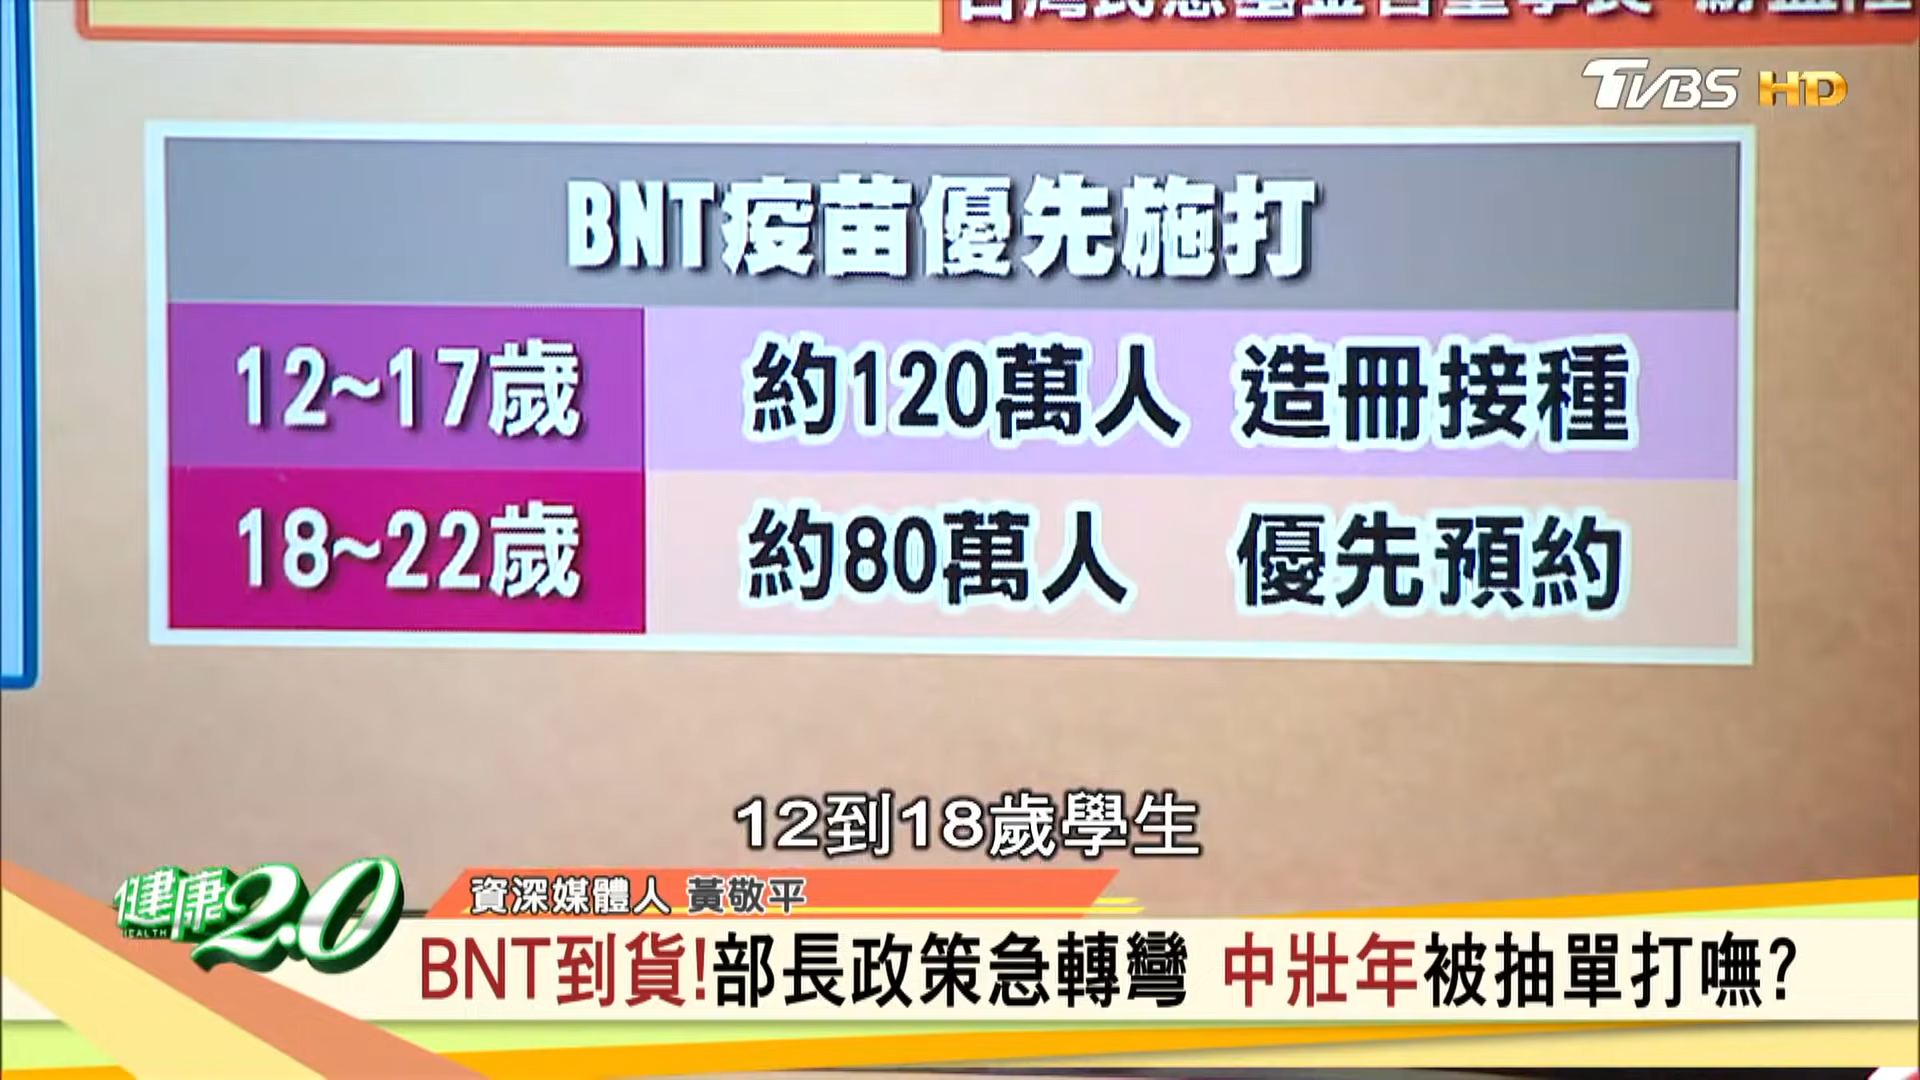 TVBS HD
BNT疫苗優先施打
12~17歲 約120萬人 造冊接種
18~22歲 約80萬人 優先預約
12到18歲學生
健康2.0
HEALTH
資深媒體人 黃敬平
BNT到貨!部長政策急轉彎 中壯年被抽單打嘸?